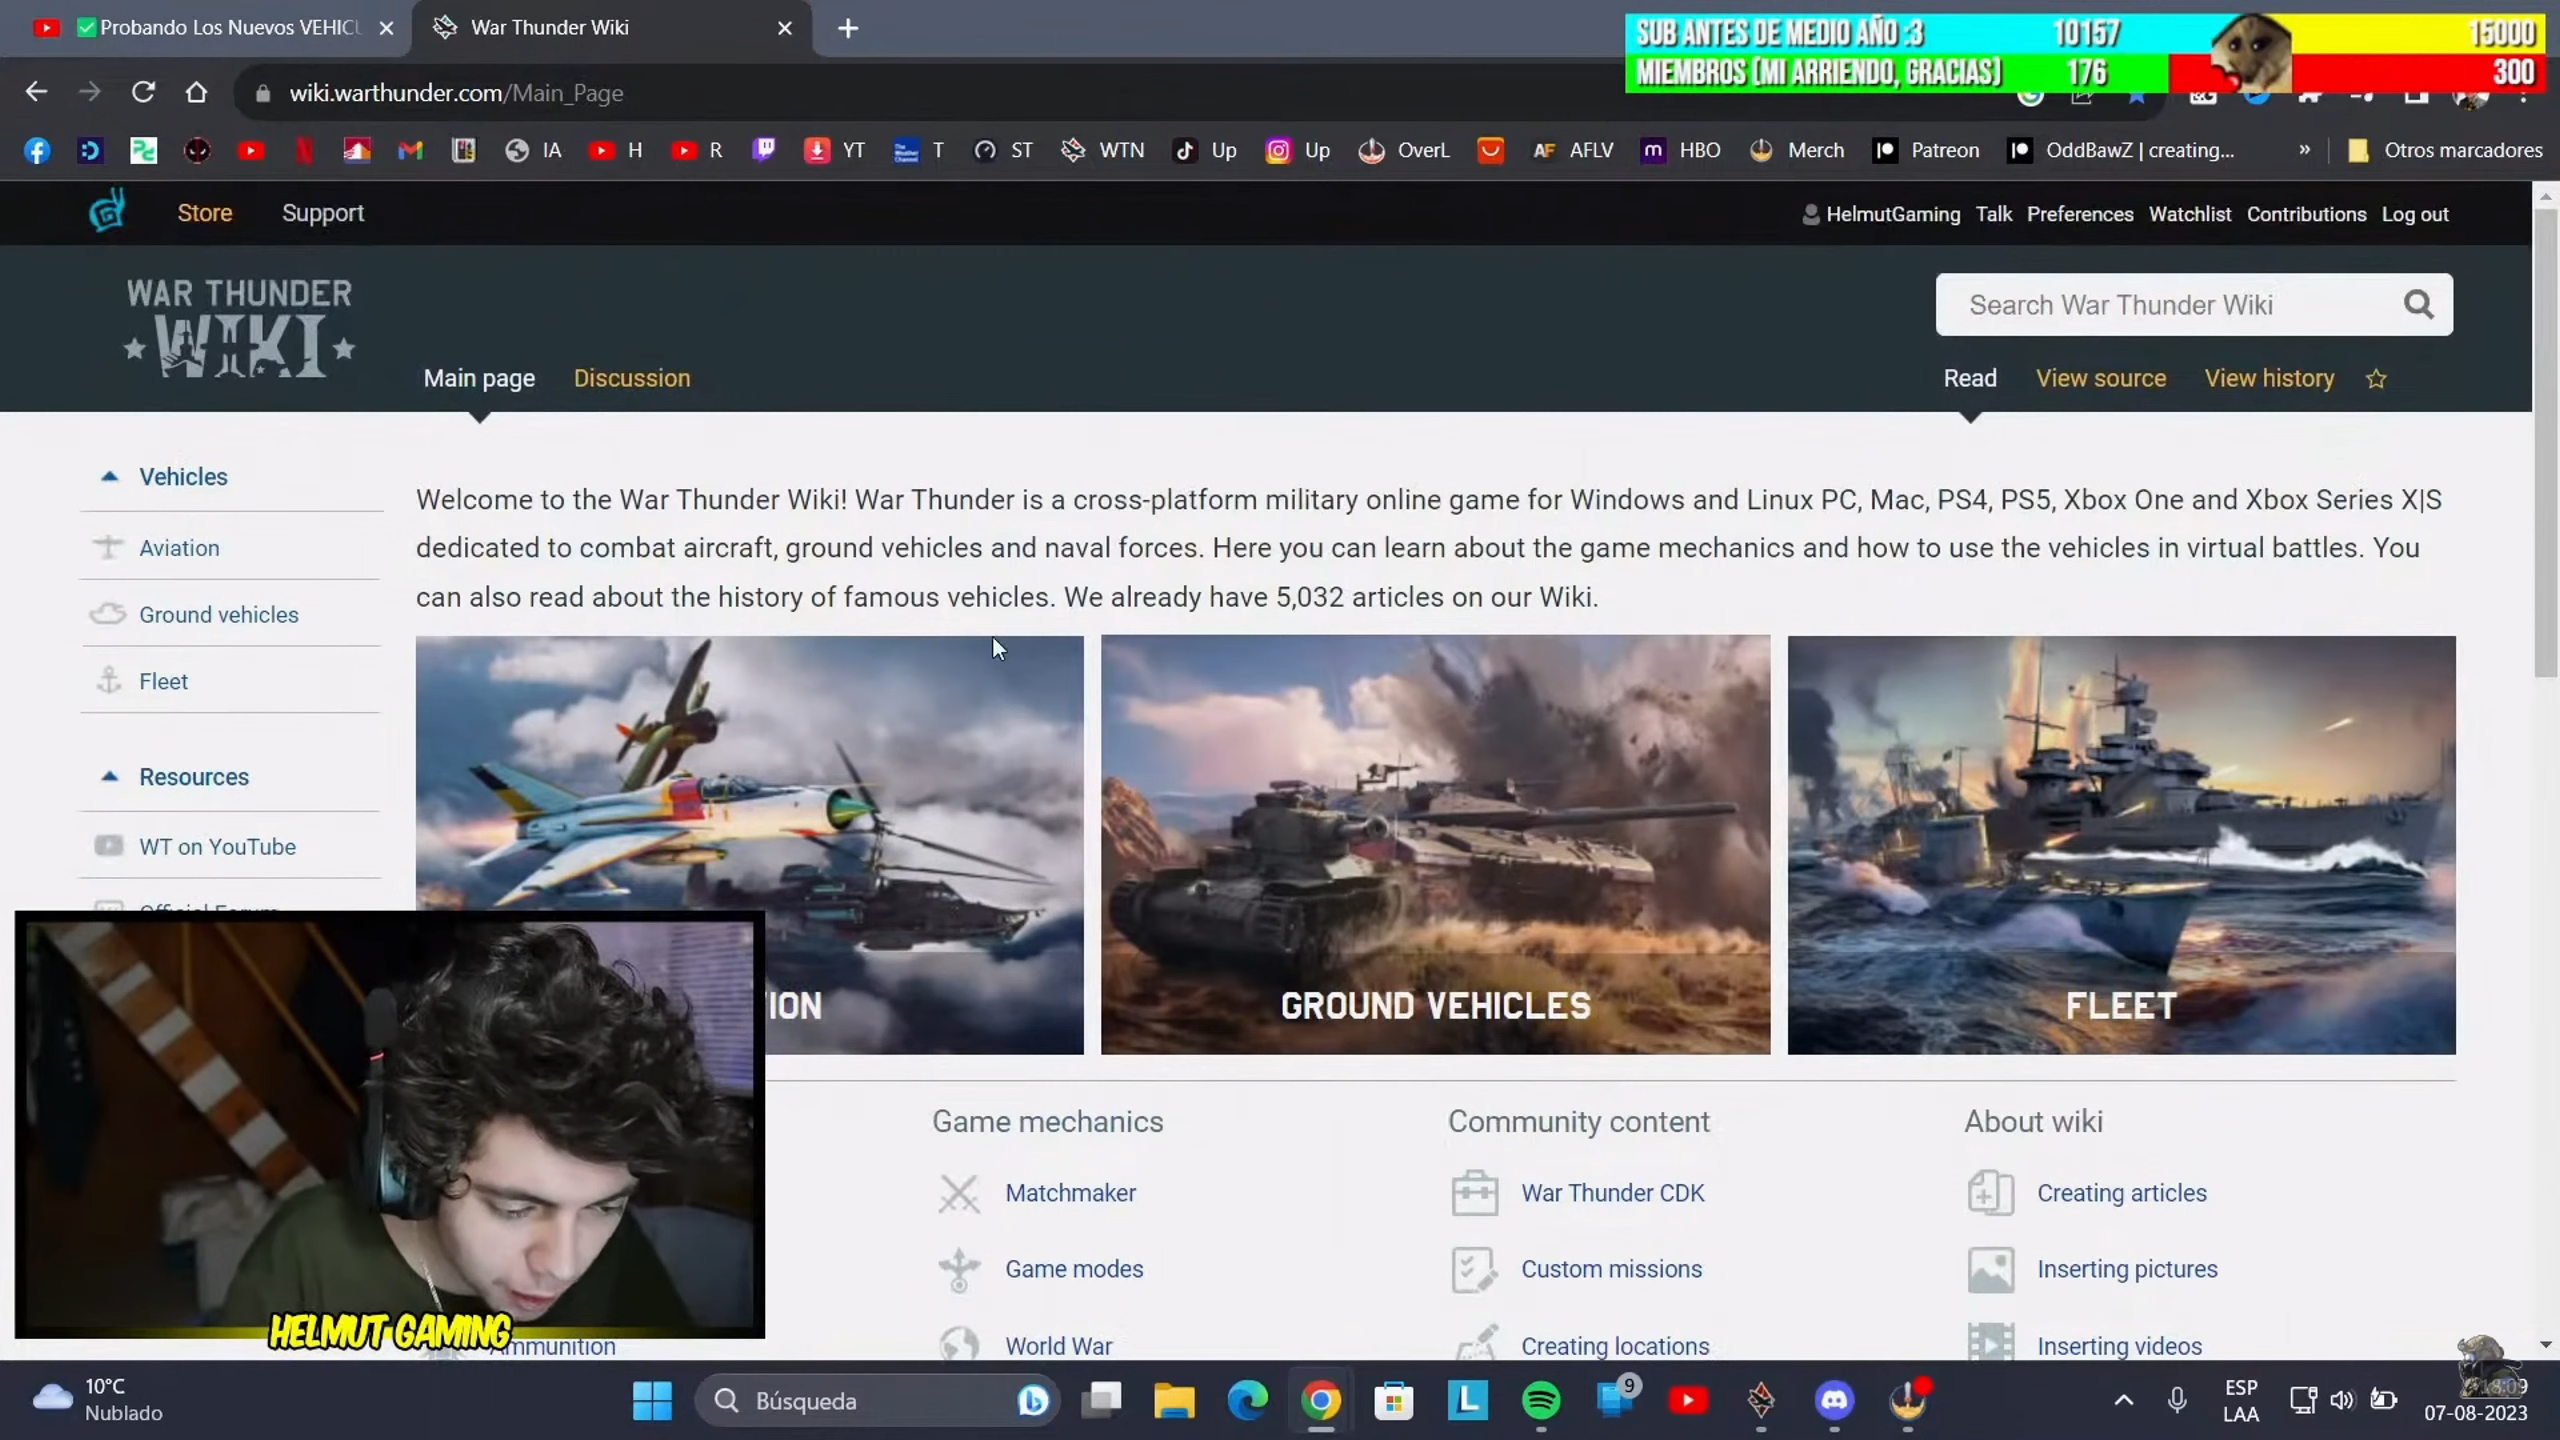 Probando Los Nuevos VEHICU
War Thunder Wiki
SUB ANTES DE MEDIO AÑO :3 10157 15000
MIEMBROS (MI ARRIENDO, GRACIAS) 176 300
wiki.warthunder.com/Main_Page
IA H R YT T ST WTN Up Up OverL AF AFLV m HBO Merch Patreon OddBawZ | creating... » Otros marcadores
Store Support
HelmutGaming Talk Preferences Watchlist Contributions Log out
WAR THUNDER
WIKI
Search War Thunder Wiki
Main page Discussion
Read View source View history
Vehicles
Aviation
Ground vehicles
Fleet
Resources
WT on YouTube
Official Forum
Welcome to the War Thunder Wiki! War Thunder is a cross-platform military online game for Windows and Linux PC, Mac, PS4, PS5, Xbox One and Xbox Series X|S
dedicated to combat aircraft, ground vehicles and naval forces. Here you can learn about the game mechanics and how to use the vehicles in virtual battles. You
can also read about the history of famous vehicles. We already have 5,032 articles on our Wiki.
ION
GROUND VEHICLES
FLEET
Game mechanics
Matchmaker
Game modes
World War
Community content
War Thunder CDK
Custom missions
Creating locations
About wiki
Creating articles
Inserting pictures
Inserting videos
HELMUT GAMING
Ammunition
10°C
Nublado
Búsqueda
9
ESP
LAA
18:09
07-08-2023